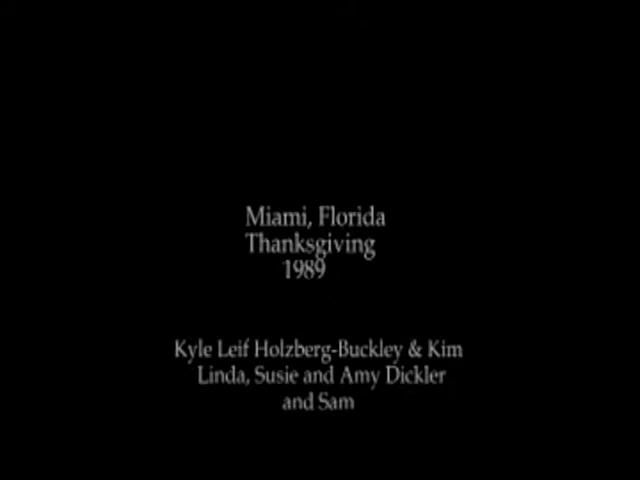 Miami, Florida
Thanksgiving
1989
Kyle Leif Holzberg-Buckley & Kim
Linda, Susie and Amy Dickler
and Sam